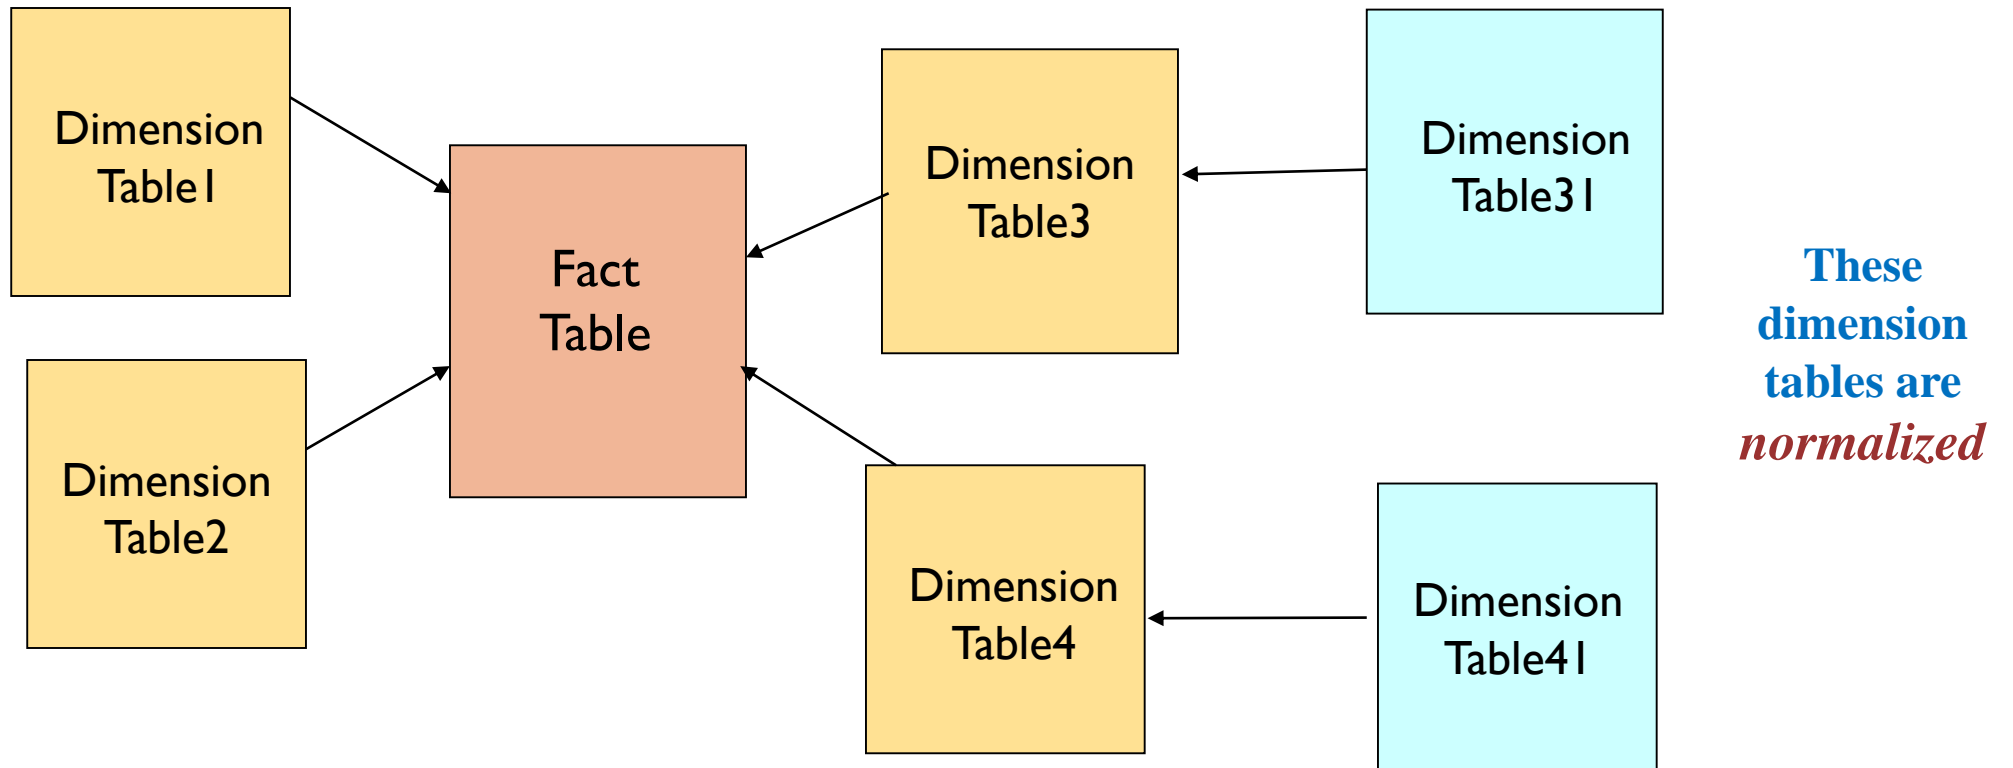 Dimension
Table1
Fact
Table
Dimension
Table2
Dimension
Table3
Dimension
Table4
Dimension
Table31
Dimension
Table41
These
dimension
tables are
normalized